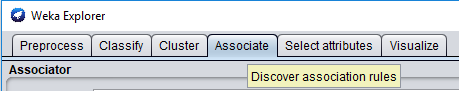 Weka Explorer
Preprocess Classify Cluster Associate Select attributes Visualize
Associator
Discover association rules